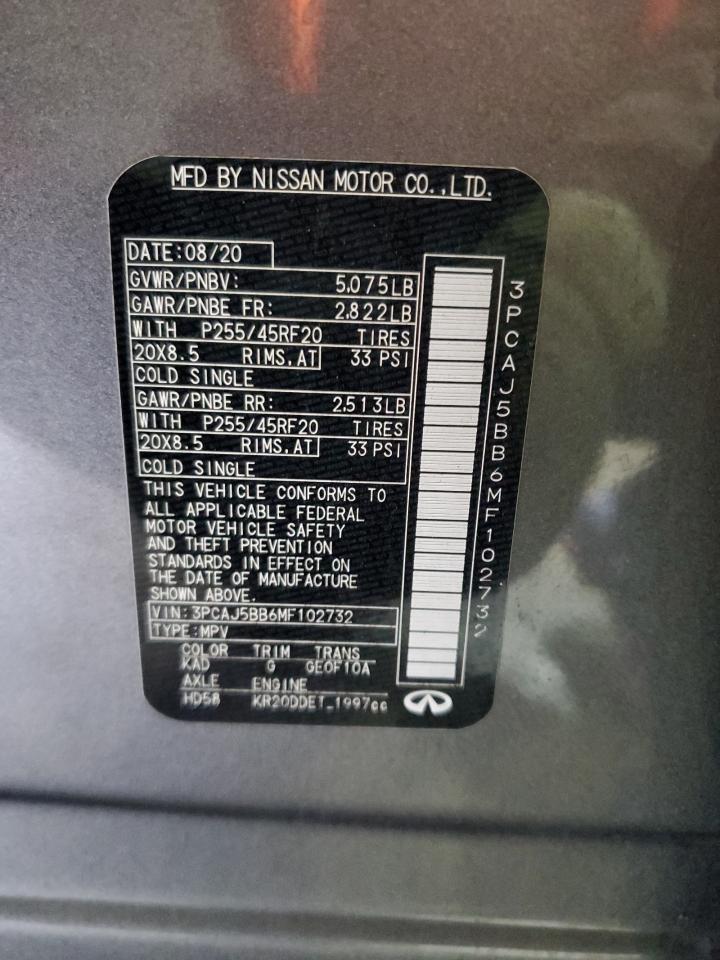 MFD BY NISSAN MOTOR CO.,LTD.
DATE:08/20
GVWR/PNBV: 5,075LB
GAWR/PNBE FR: 2,822LB
WITH P255/45RF20 TIRES
20X8.5 RIMS,AT 33 PSI
COLD SINGLE
GAWR/PNBE RR: 2,513LB
WITH P255/45RF20 TIRES
20X8.5 RIMS,AT 33 PSI
COLD SINGLE
THIS VEHICLE CONFORMS TO
ALL APPLICABLE FEDERAL
MOTOR VEHICLE SAFETY
AND THEFT PREVENTION
STANDARDS IN EFFECT ON
THE DATE OF MANUFACTURE
SHOWN ABOVE.
VIN: 3PCAJ5BB6MF102732
TYPE:MPV
COLOR TRIM TRANS
KAD G GE0F10A
AXLE ENGINE
HD58 KR20DDET 1997cc
3PCAJ5BB6MF102732